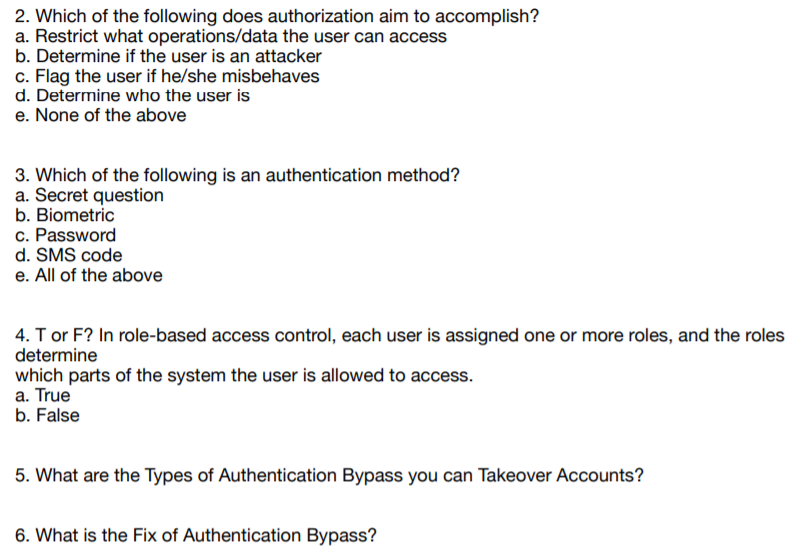 2. Which of the following does authorization aim to accomplish?
a. Restrict what operations/data the user can access
b. Determine if the user is an attacker
c. Flag the user if he/she misbehaves
d. Determine who the user is
e. None of the above
3. Which of the following is an authentication method?
a. Secret question
b. Biometric
c. Password
d. SMS code
e. All of the above
4. T or F? In role-based access control, each user is assigned one or more roles, and the roles
determine
which parts of the system the user is allowed to access.
a. True
b. False
5. What are the Types of Authentication Bypass you can Takeover Accounts?
6. What is the Fix of Authentication Bypass?